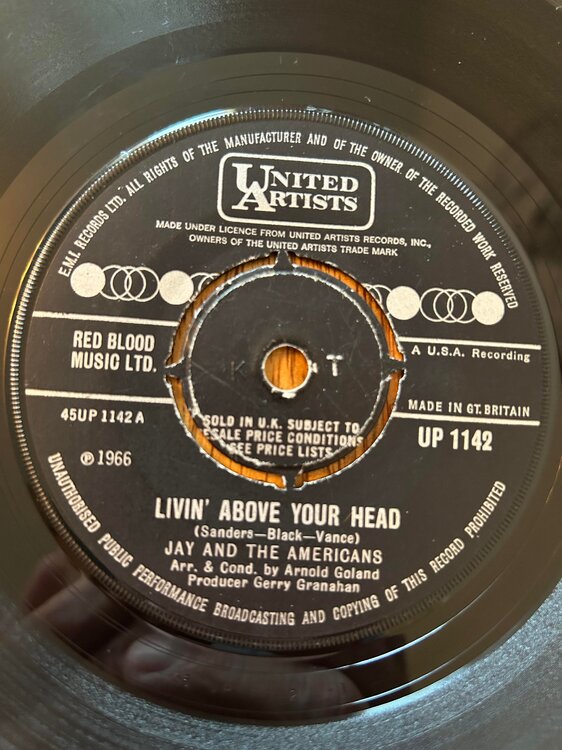 E.M.I. RECORDS LTD. ALL RIGHTS OF THE MANUFACTURER AND OF THE OWNER OF THE RECORDED WORK RESERVED
UNITED
ARTISTS
MADE UNDER LICENCE FROM UNITED ARTISTS RECORDS, INC.,
OWNERS OF THE UNITED ARTISTS TRADE MARK
RED BLOOD
MUSIC LTD.
A U.S.A. Recording
K T
45UP 1142 A
MADE IN GT. BRITAIN
UP 1142
SOLD IN U.K. SUBJECT TO
RESALE PRICE CONDITIONS
SEE PRICE LISTS
℗ 1966
LIVIN' ABOVE YOUR HEAD
(Sanders—Black—Vance)
JAY AND THE AMERICANS
Arr. & Cond. by Arnold Goland
Producer Gerry Granahan
UNAUTHORISED PUBLIC PERFORMANCE BROADCASTING AND COPYING OF THIS RECORD PROHIBITED